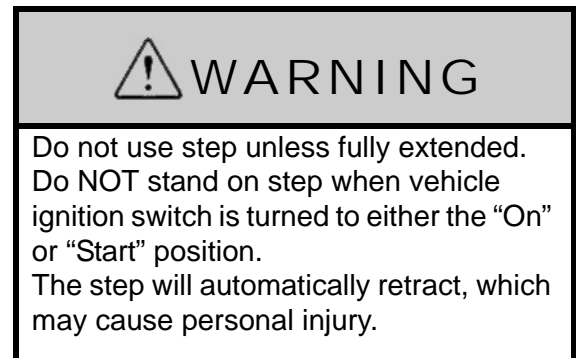 WARNING
Do not use step unless fully extended.
Do NOT stand on step when vehicle
ignition switch is turned to either the “On”
or “Start” position.
The step will automatically retract, which
may cause personal injury.